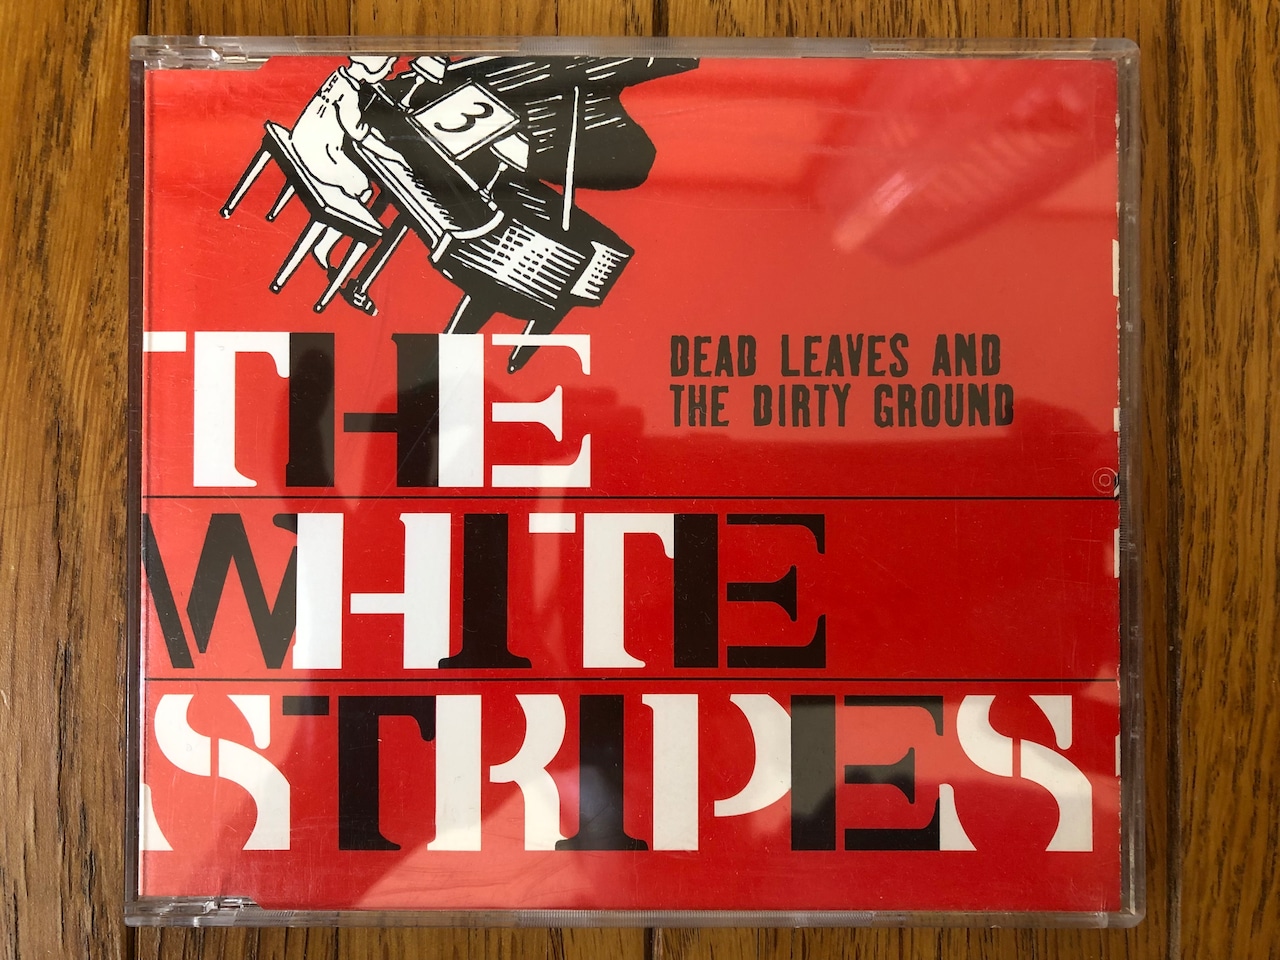 3
DEAD LEAVES AND
THE DIRTY GROUND
THE
WHITE
STRIPES